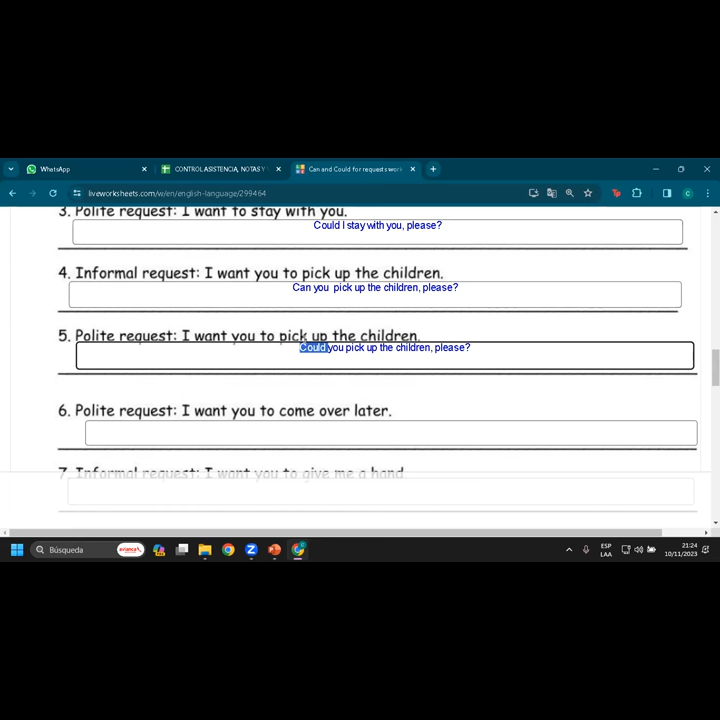 WhatsApp
CONTROL ASISTENCIA, NOTAS Y
Can and Could for requests work
liveworksheets.com/w/en/english-language/299464
3. Polite request: I want to stay with you.
Could I stay with you, please?
4. Informal request: I want you to pick up the children.
Can you  pick up the children, please?
5. Polite request: I want you to pick up the children.
Could you pick up the children, please?
6. Polite request: I want you to come over later.
7. Informal request: I want you to give me a hand
Búsqueda
avianca
ESP
LAA
21:24
10/11/2023